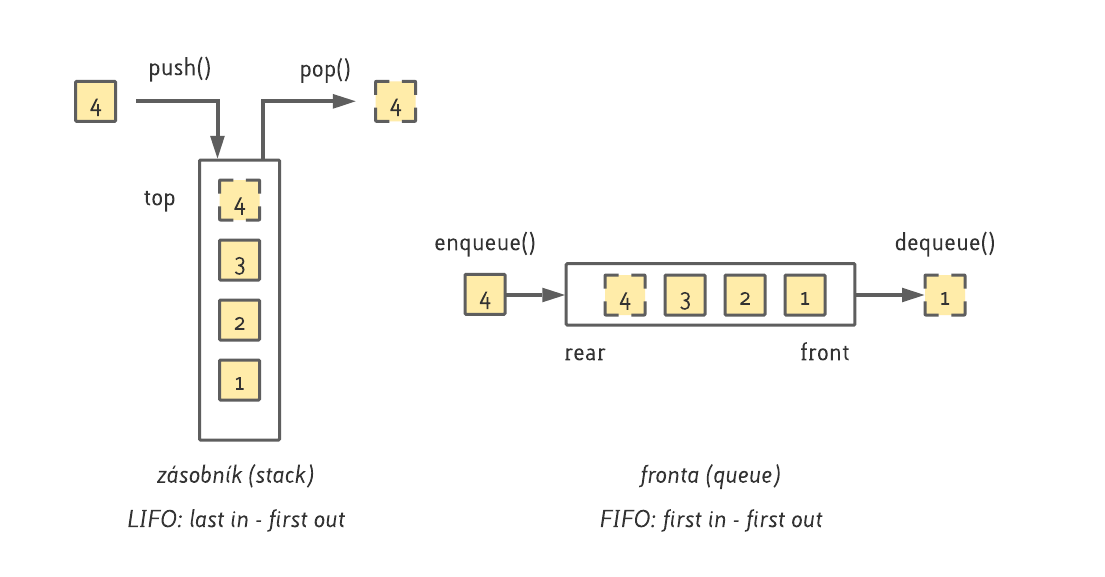 push()
pop()
4
4
top
4
3
2
1
zásobník (stack)
LIFO: last in - first out
enqueue()
dequeue()
4
4 3 2 1
1
rear
front
fronta (queue)
FIFO: first in - first out